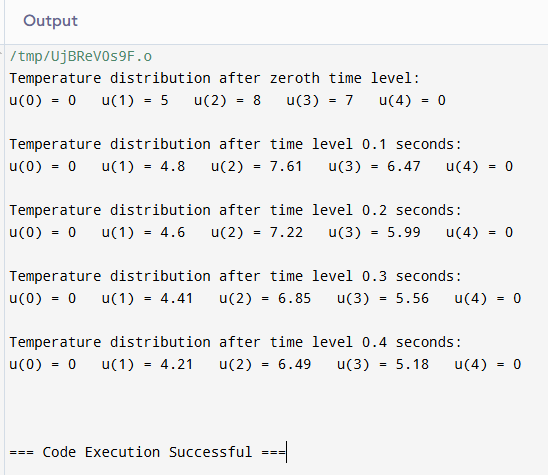 Output
/tmp/UjBReV0s9F.o
Temperature distribution after zeroth time level:
u(0) = 0   u(1) = 5   u(2) = 8   u(3) = 7   u(4) = 0
Temperature distribution after time level 0.1 seconds:
u(0) = 0   u(1) = 4.8   u(2) = 7.61   u(3) = 6.47   u(4) = 0
Temperature distribution after time level 0.2 seconds:
u(0) = 0   u(1) = 4.6   u(2) = 7.22   u(3) = 5.99   u(4) = 0
Temperature distribution after time level 0.3 seconds:
u(0) = 0   u(1) = 4.41   u(2) = 6.85   u(3) = 5.56   u(4) = 0
Temperature distribution after time level 0.4 seconds:
u(0) = 0   u(1) = 4.21   u(2) = 6.49   u(3) = 5.18   u(4) = 0
=== Code Execution Successful ===